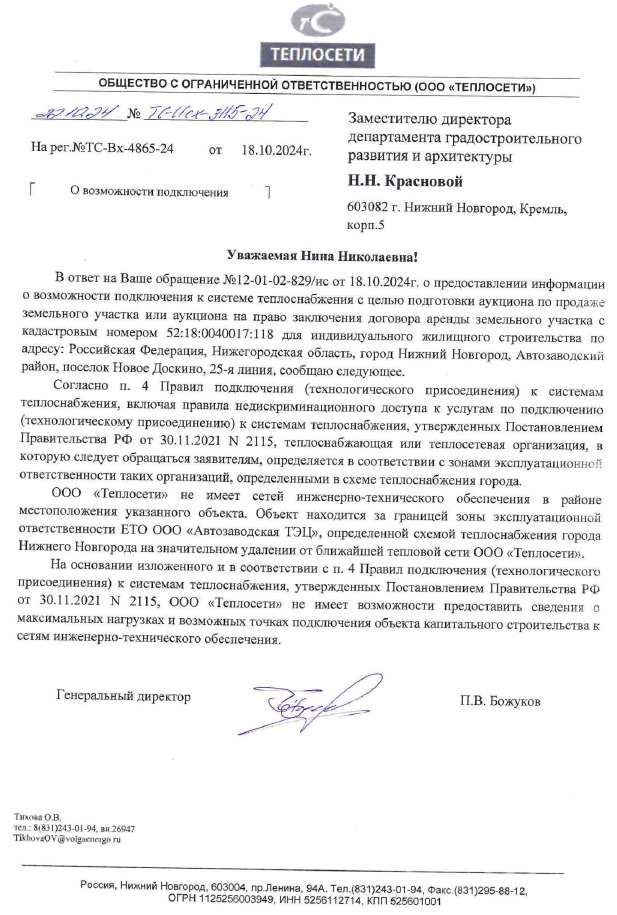 тС
ТЕПЛОСЕТИ
ОБЩЕСТВО С ОГРАНИЧЕННОЙ ОТВЕТСТВЕННОСТЬЮ (ООО «ТЕПЛОСЕТИ»)
22.10.24 № ТС-Исх-3115-24
На рег.№ТС-Вх-4865-24 от 18.10.2024г.
О возможности подключения
Заместителю директора
департамента градостроительного
развития и архитектуры
Н.Н. Красновой
603082 г. Нижний Новгород, Кремль,
корп.5
Уважаемая Нина Николаевна!
В ответ на Ваше обращение №12-01-02-829/ис от 18.10.2024г. о предоставлении информации
о возможности подключения к системе теплоснабжения с целью подготовки аукциона по продаже
земельного участка или аукциона на право заключения договора аренды земельного участка с
кадастровым номером 52:18:0040017:118 для индивидуального жилищного строительства по
адресу: Российская Федерация, Нижегородская область, город Нижний Новгород, Автозаводский
район, поселок Новое Доскино, 25-я линия, сообщаю следующее.
Согласно п. 4 Правил подключения (технологического присоединения) к системам
теплоснабжения, включая правила недискриминационного доступа к услугам по подключению
(технологическому присоединению) к системам теплоснабжения, утвержденных Постановлением
Правительства РФ от 30.11.2021 N 2115, теплоснабжающая или теплосетевая организация, в
которую следует обращаться заявителям, определяется в соответствии с зонами эксплуатационной
ответственности таких организаций, определенными в схеме теплоснабжения города.
ООО «Теплосети» не имеет сетей инженерно-технического обеспечения в районе
местоположения указанного объекта. Объект находится за границей зоны эксплуатационной
ответственности ЕТО ООО «Автозаводская ТЭЦ», определенной схемой теплоснабжения города
Нижнего Новгорода на значительном удалении от ближайшей тепловой сети ООО «Теплосети».
На основании изложенного и в соответствии с п. 4 Правил подключения (технологического
присоединения) к системам теплоснабжения, утвержденных Постановлением Правительства РФ
от 30.11.2021 N 2115, ООО «Теплосети» не имеет возможности предоставить сведения о
максимальных нагрузках и возможных точках подключения объекта капитального строительства к
сетям инженерно-технического обеспечения.
Генеральный директор П.В. Божуков
Тихова О.В.
тел.: 8(831)243-01-94, вн.26947
TikhovaOV@volgaenergo.ru
Россия, Нижний Новгород, 603004, пр.Ленина, 94А. Тел.(831)243-01-94, Факс.(831)295-88-12,
ОГРН 1125256003949, ИНН 5256112714, КПП 525601001